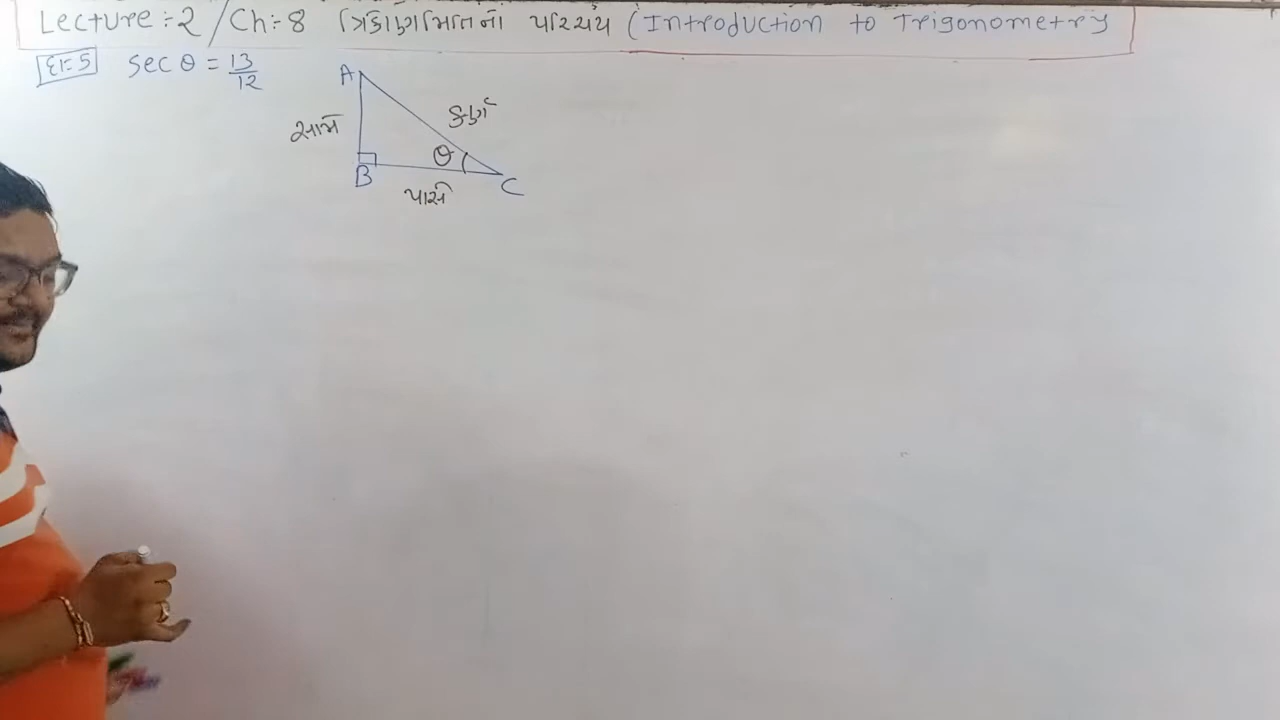 Lecture:-2 / Ch:-8 ત્રિકોણમિતિનો પરિચય (Introduction to Trigonometry
દા.5 sec θ = 13/12
A
સામે
કર્ણ
θ
B
પાસે
C